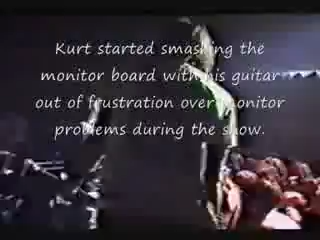 Kurt started smashing the
monitor board with his guitar
out of frustration over monitor
problems during the show.